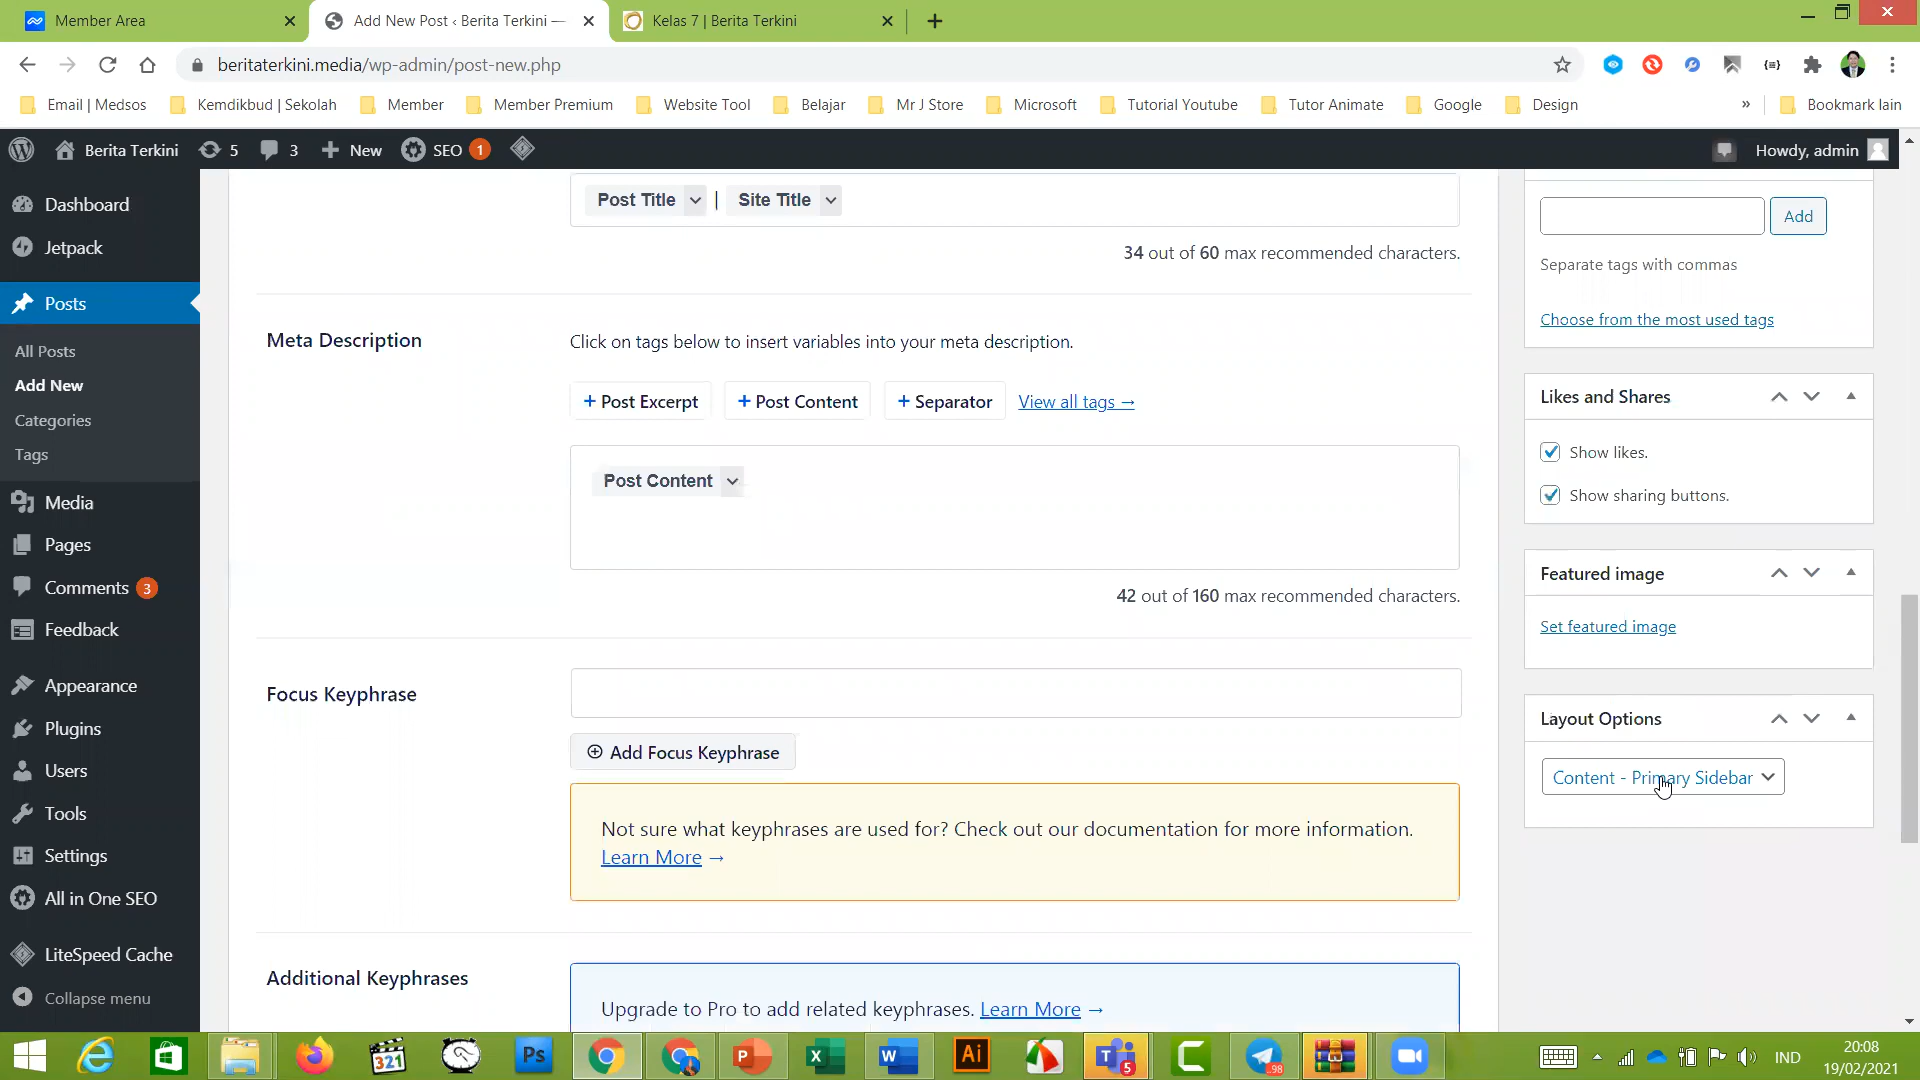 Member Area
Add New Post ‹ Berita Terkini —
Kelas 7 | Berita Terkini
beritaterkini.media/wp-admin/post-new.php
Email | Medsos
Kemdikbud | Sekolah
Member
Member Premium
Website Tool
Belajar
Mr J Store
Microsoft
Tutorial Youtube
Tutor Animate
Google
Design
»
Bookmark lain
Berita Terkini
5
3
New
SEO 1
Howdy, admin
Dashboard
Jetpack
Posts
All Posts
Add New
Categories
Tags
Media
Pages
Comments 3
Feedback
Appearance
Plugins
Users
Tools
Settings
All in One SEO
LiteSpeed Cache
Collapse menu
Post Title | Site Title
34 out of 60 max recommended characters.
Meta Description
Click on tags below to insert variables into your meta description.
+ Post Excerpt
+ Post Content
+ Separator
View all tags →
Post Content
42 out of 160 max recommended characters.
Focus Keyphrase
Add Focus Keyphrase
Not sure what keyphrases are used for? Check out our documentation for more information.
Learn More →
Additional Keyphrases
Upgrade to Pro to add related keyphrases. Learn More →
Add
Separate tags with commas
Choose from the most used tags
Likes and Shares
Show likes.
Show sharing buttons.
Featured image
Set featured image
Layout Options
Content - Primary Sidebar
321
Ps
P
X
W
Ai
T
5
C
98
IND
20:08
19/02/2021